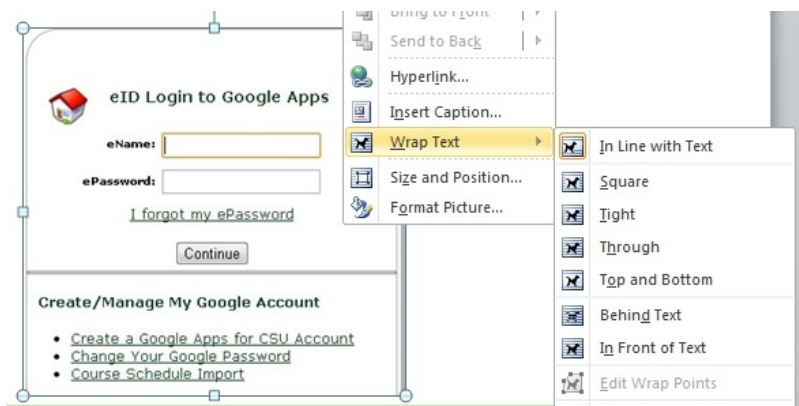 eID Login to Google Apps
eName:
ePassword:
I forgot my ePassword
Continue
Create/Manage My Google Account
• Create a Google Apps for CSU Account
• Change Your Google Password
• Course Schedule Import
Bring to Front
Send to Back
Hyperlink...
Insert Caption...
Wrap Text
Size and Position...
Format Picture...
In Line with Text
Square
Tight
Through
Top and Bottom
Behind Text
In Front of Text
Edit Wrap Points